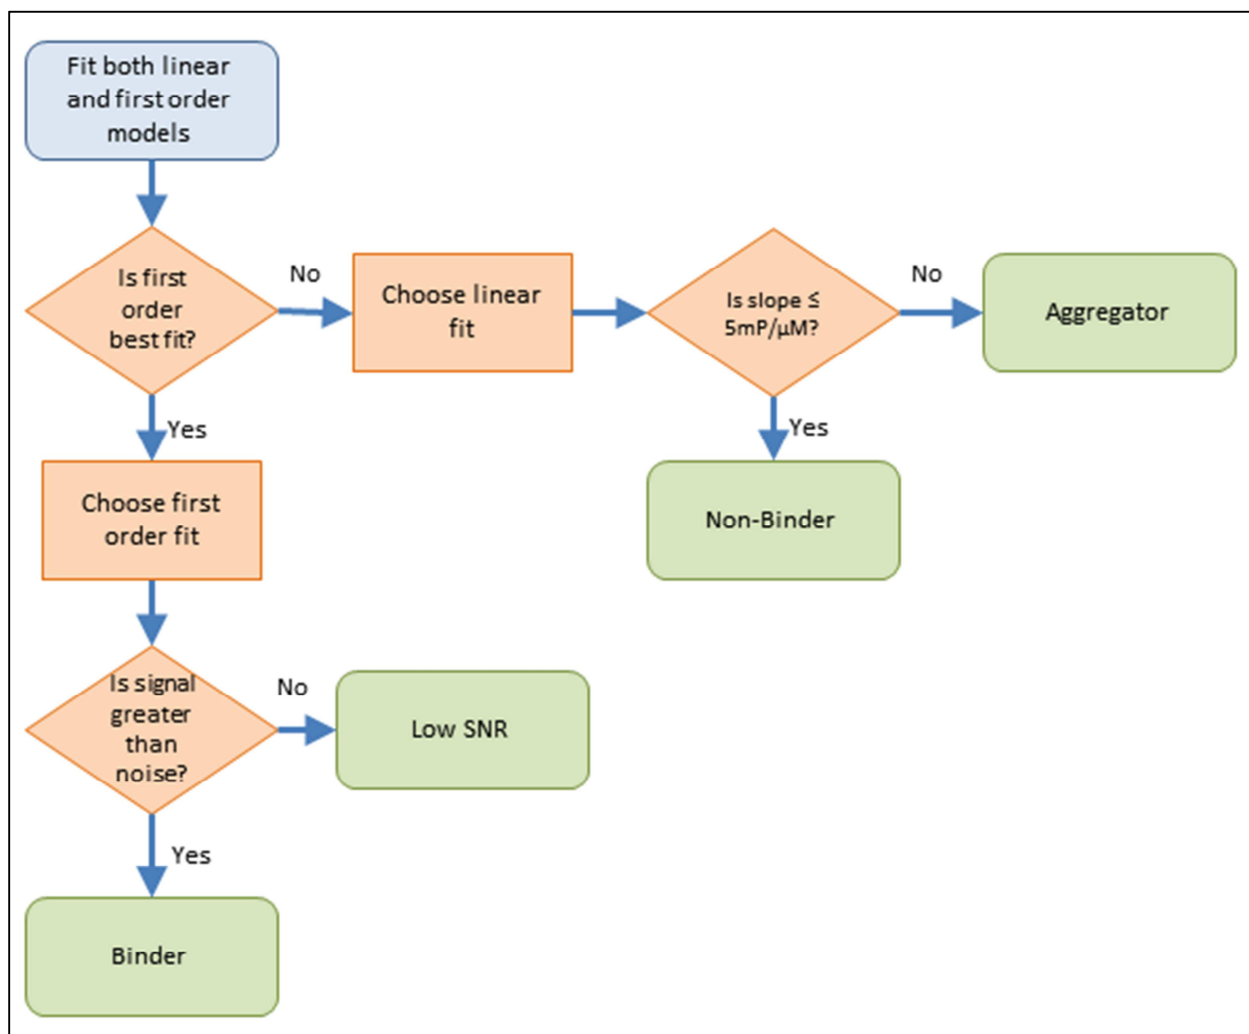 Fit both linear
and first order
models
Is first
order
best fit?
No
Choose linear
fit
Is slope ≤
5mP/µM?
No
Aggregator
Yes
Non-Binder
Yes
Choose first
order fit
Is signal
greater
than
noise?
No
Low SNR
Yes
Binder